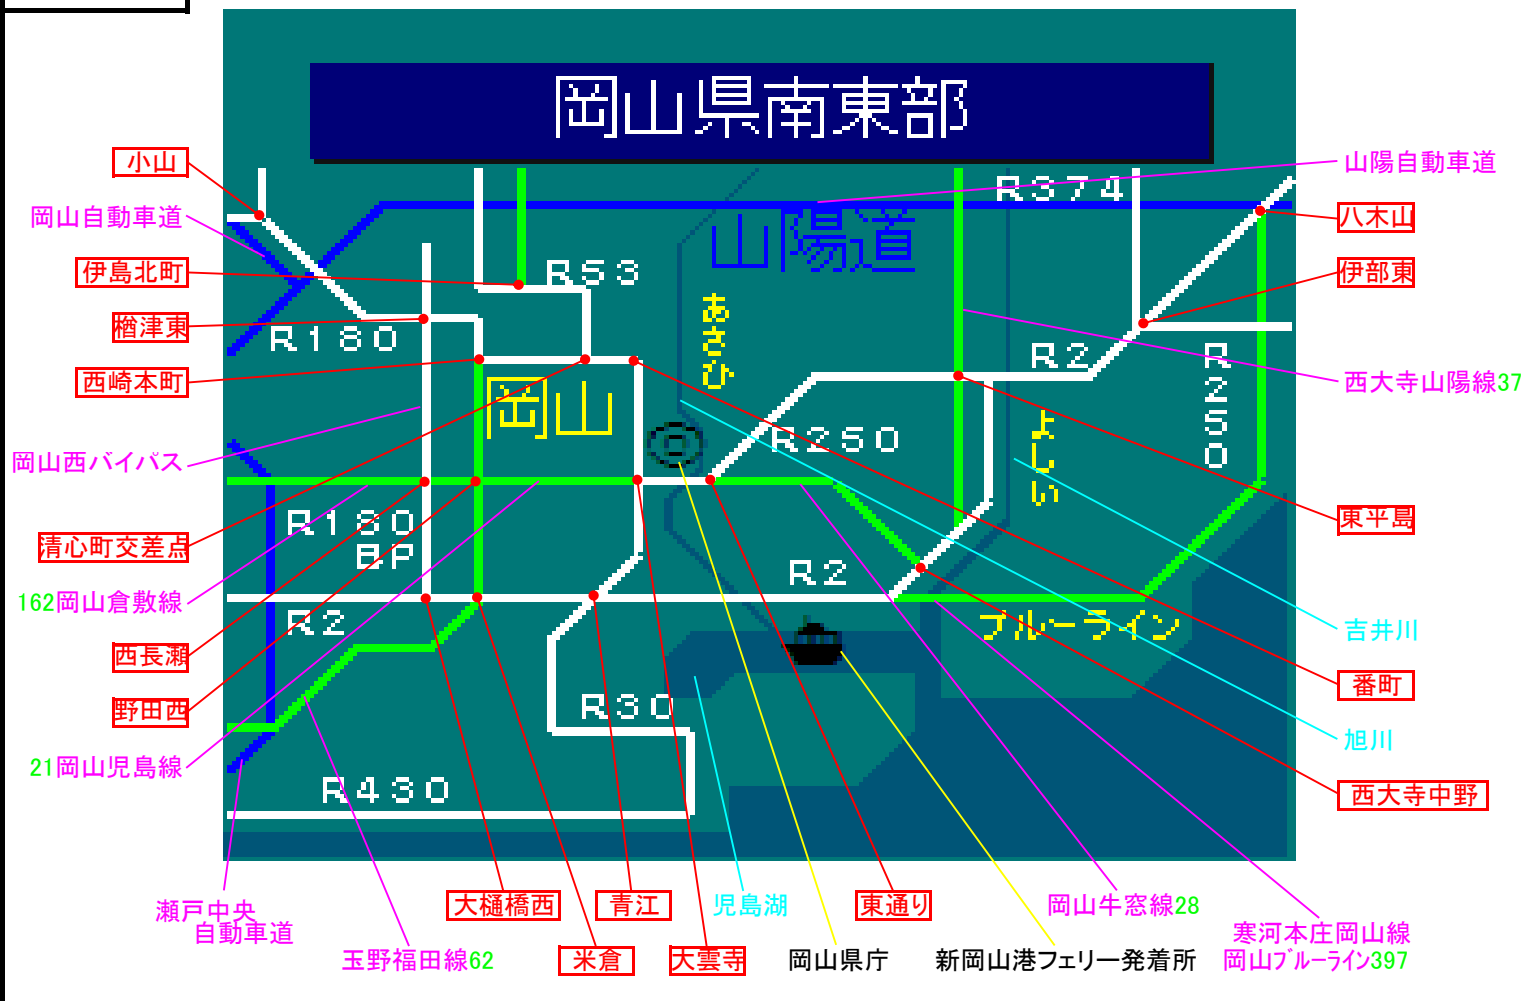 岡山県南東部
小山
山陽自動車道
R374
岡山自動車道
八木山
山陽道
伊島北町
R53
伊部東
あさひ
楢津東
R180
R2
R250
西崎本町
岡山
西大寺山陽線37
R250
よしい
岡山西バイパス
R180
BP
東平島
清心町交差点
R2
162岡山倉敷線
R2
ブルーライン
吉井川
西長瀬
番町
野田西
R30
旭川
21岡山児島線
R430
西大寺中野
瀬戸中央
自動車道
大樋橋西
青江
児島湖
東通り
岡山牛窓線28
寒河本庄岡山線
玉野福田線62
米倉
大雲寺
岡山県庁
新岡山港フェリー発着所
岡山ブルーライン397